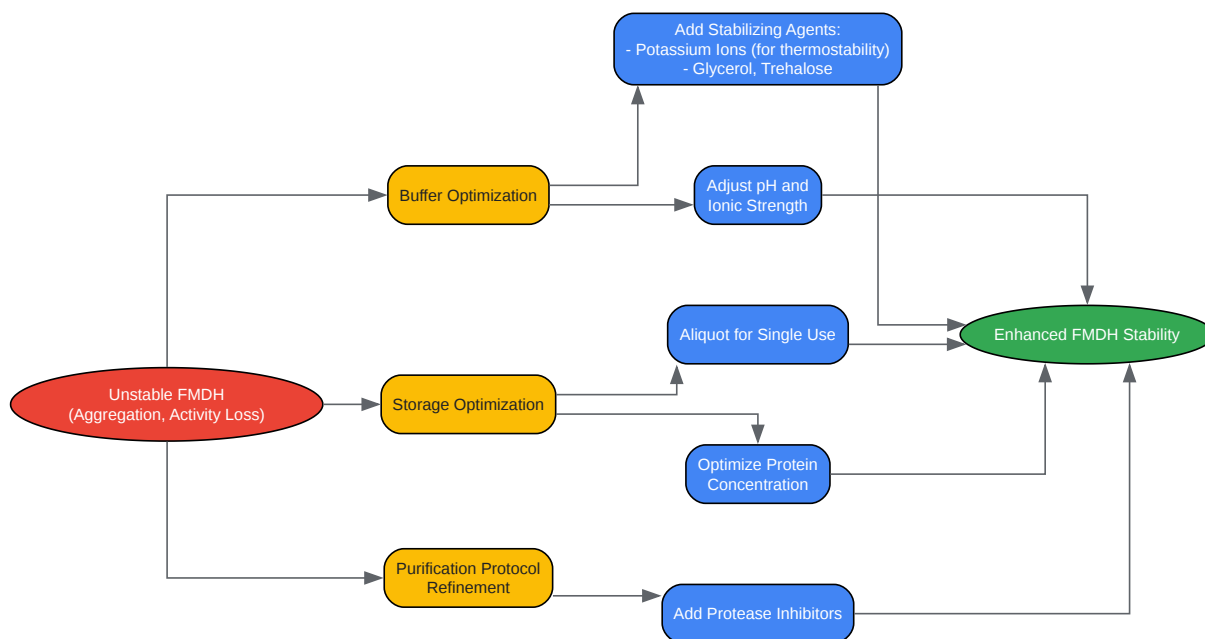 Add Stabilizing Agents:
- Potassium Ions (for thermostability)
- Glycerol, Trehalose
Buffer Optimization
Adjust pH and
Ionic Strength
Aliquot for Single Use
Enhanced FMDH Stability
Unstable FMDH
(Aggregation, Activity Loss)
Storage Optimization
Optimize Protein
Concentration
Purification Protocol
Refinement
Add Protease Inhibitors